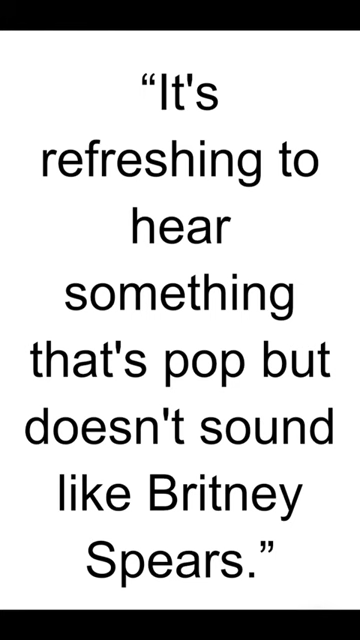 “It's
refreshing to
hear
something
that's pop but
doesn't sound
like Britney
Spears.”